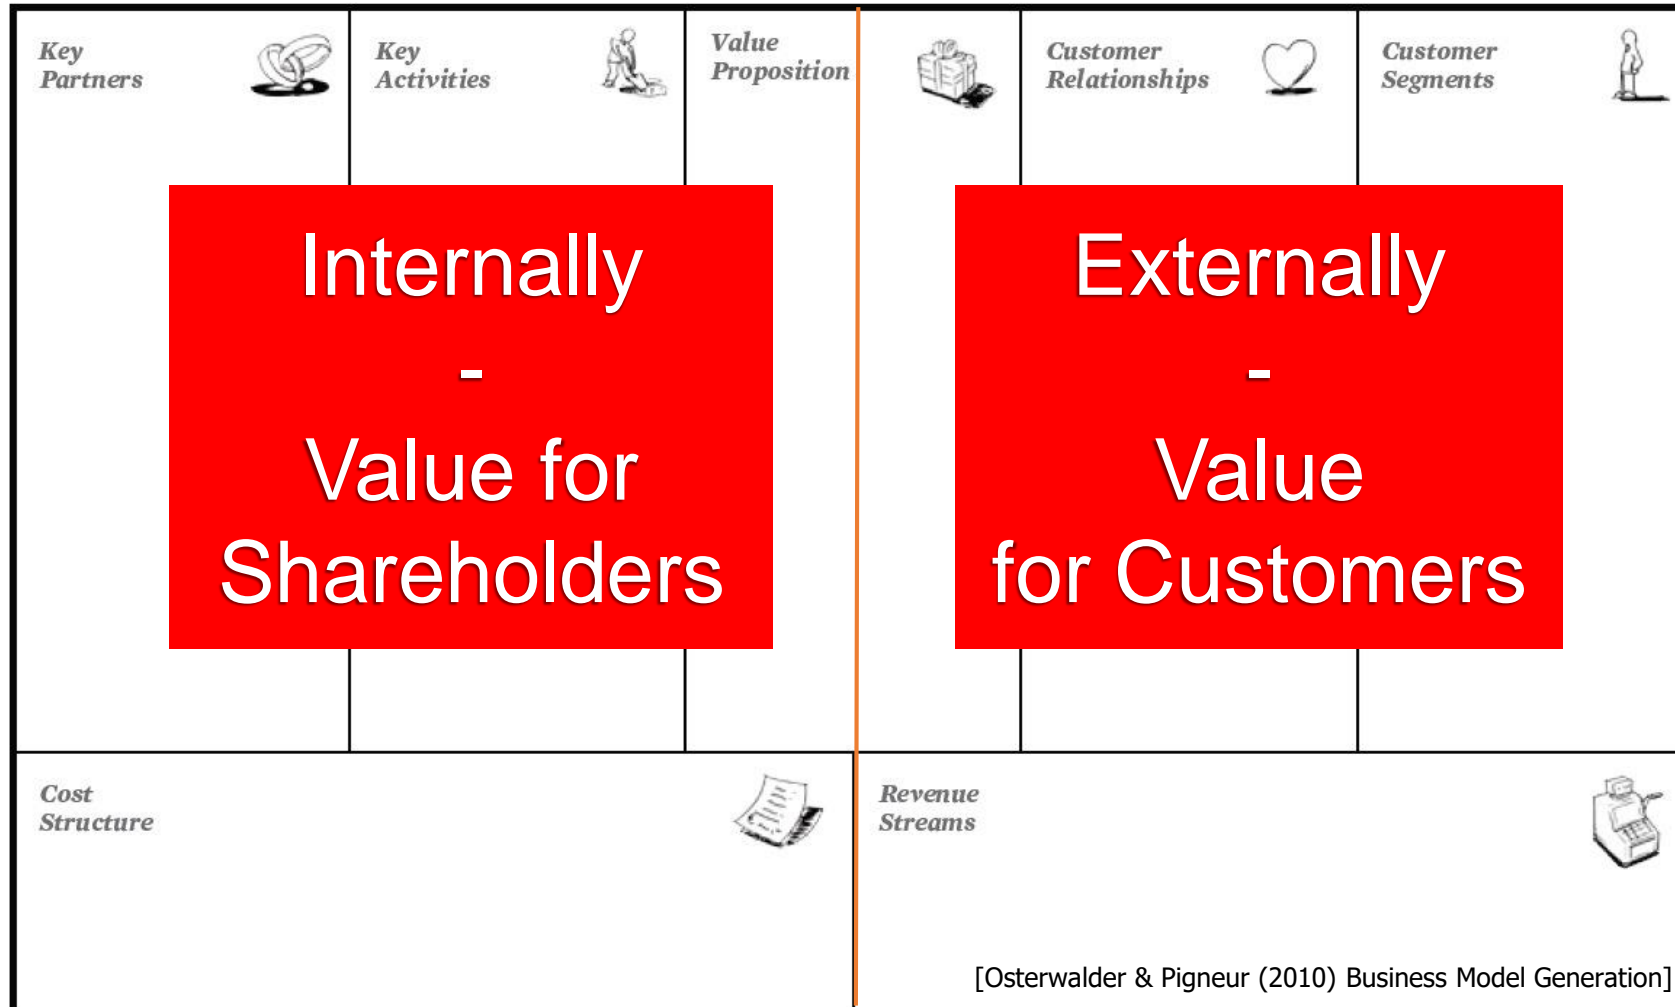 Key
Partners
Key
Activities
Value
Proposition
Customer
Relationships
Customer
Segments
Internally
-
Value for
Shareholders
Externally
-
Value
for Customers
Cost
Structure
Revenue
Streams
[Osterwalder & Pigneur (2010) Business Model Generation]